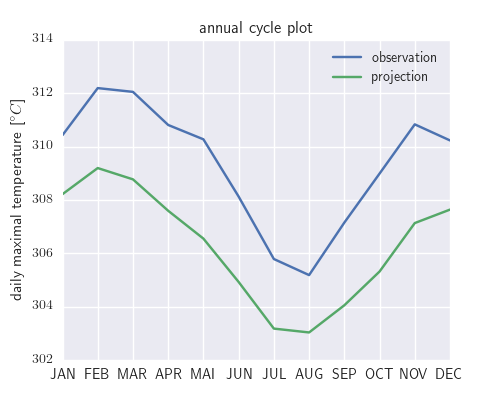 annual cycle plot
314
312
310
308
306
304
302
daily maximal temperature [°C]
observation
projection
JAN FEB MAR APR MAI JUN JUL AUG SEP OCT NOV DEC